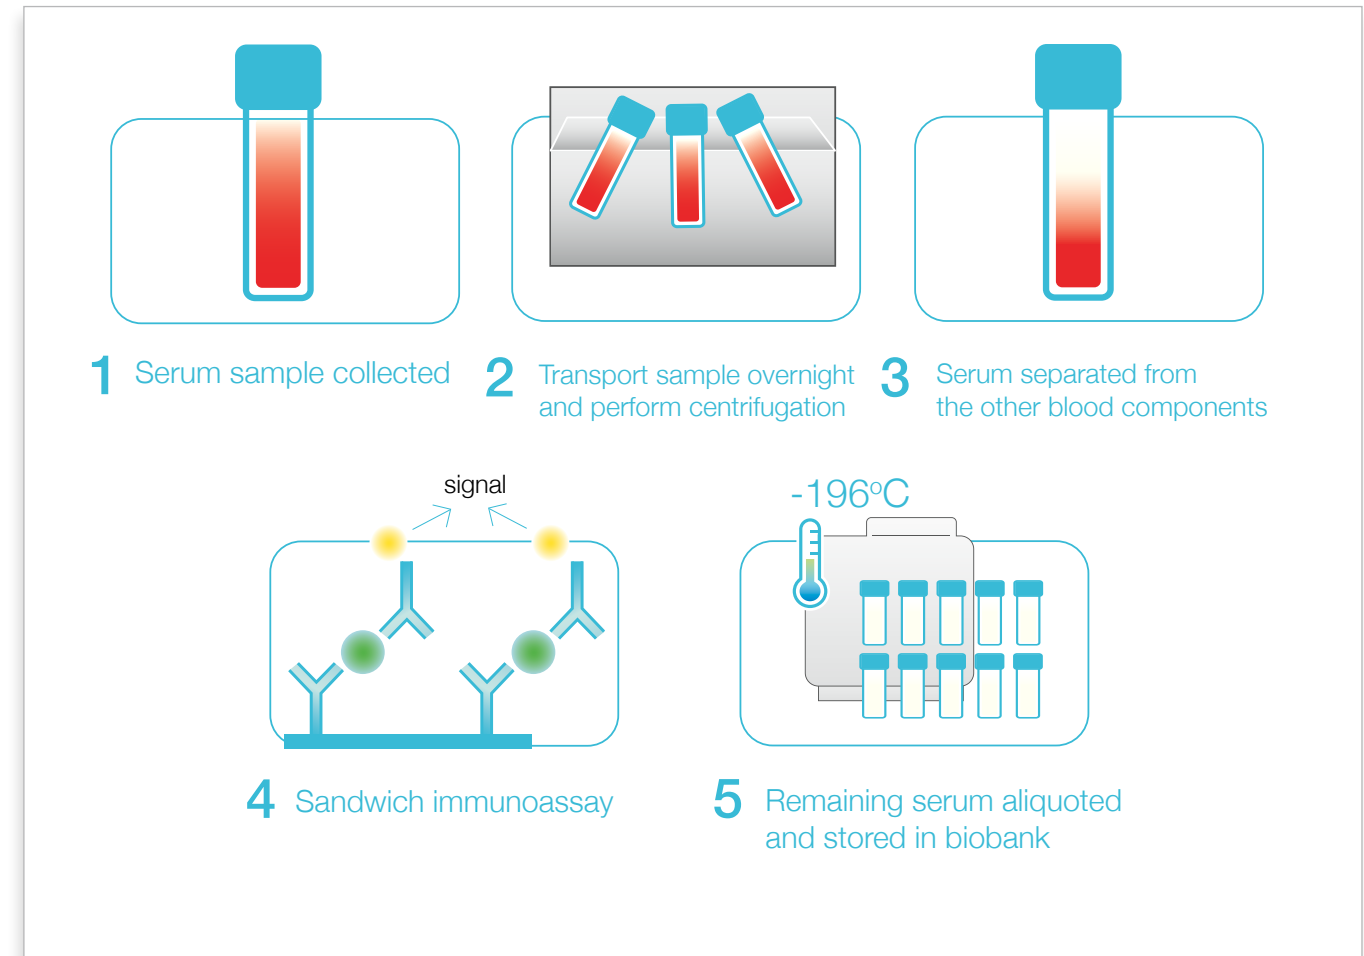 1 Serum sample collected
2 Transport sample overnight
and perform centrifugation
3 Serum separated from
the other blood components
signal
4 Sandwich immunoassay
-196°C
5 Remaining serum aliquoted
and stored in biobank